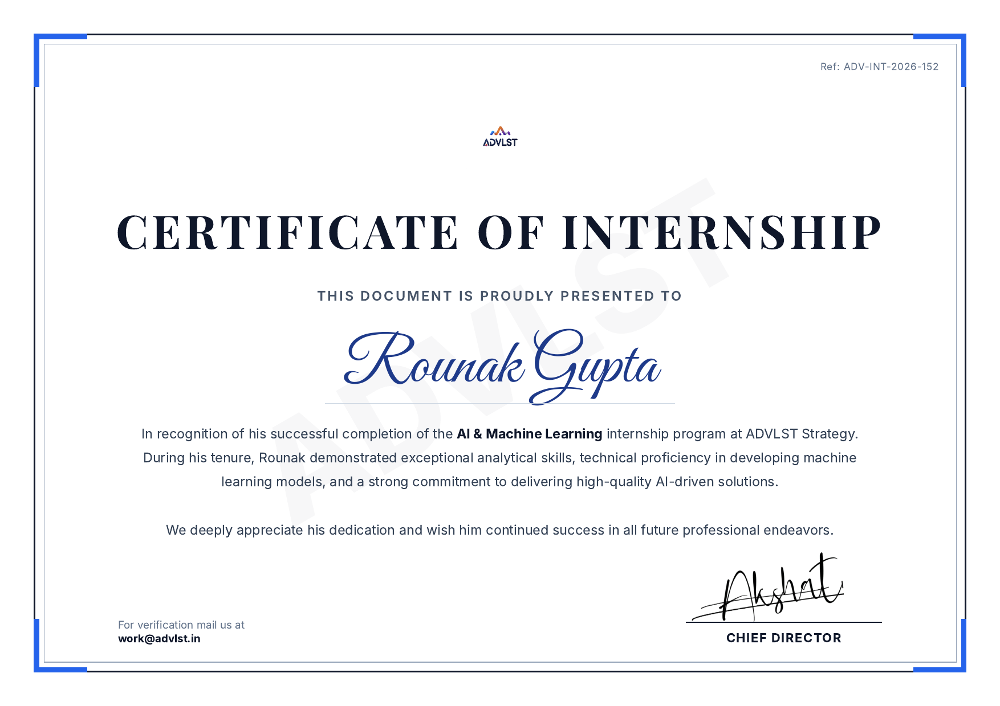 Ref: ADV-INT-2026-152
ADVLST
CERTIFICATE OF INTERNSHIP
THIS DOCUMENT IS PROUDLY PRESENTED TO
Rounak Gupta
In recognition of his successful completion of the AI & Machine Learning internship program at ADVLST Strategy.
During his tenure, Rounak demonstrated exceptional analytical skills, technical proficiency in developing machine
learning models, and a strong commitment to delivering high-quality AI-driven solutions.
We deeply appreciate his dedication and wish him continued success in all future professional endeavors.
ADVLST
Akshat
For verification mail us at
work@advlst.in
CHIEF DIRECTOR